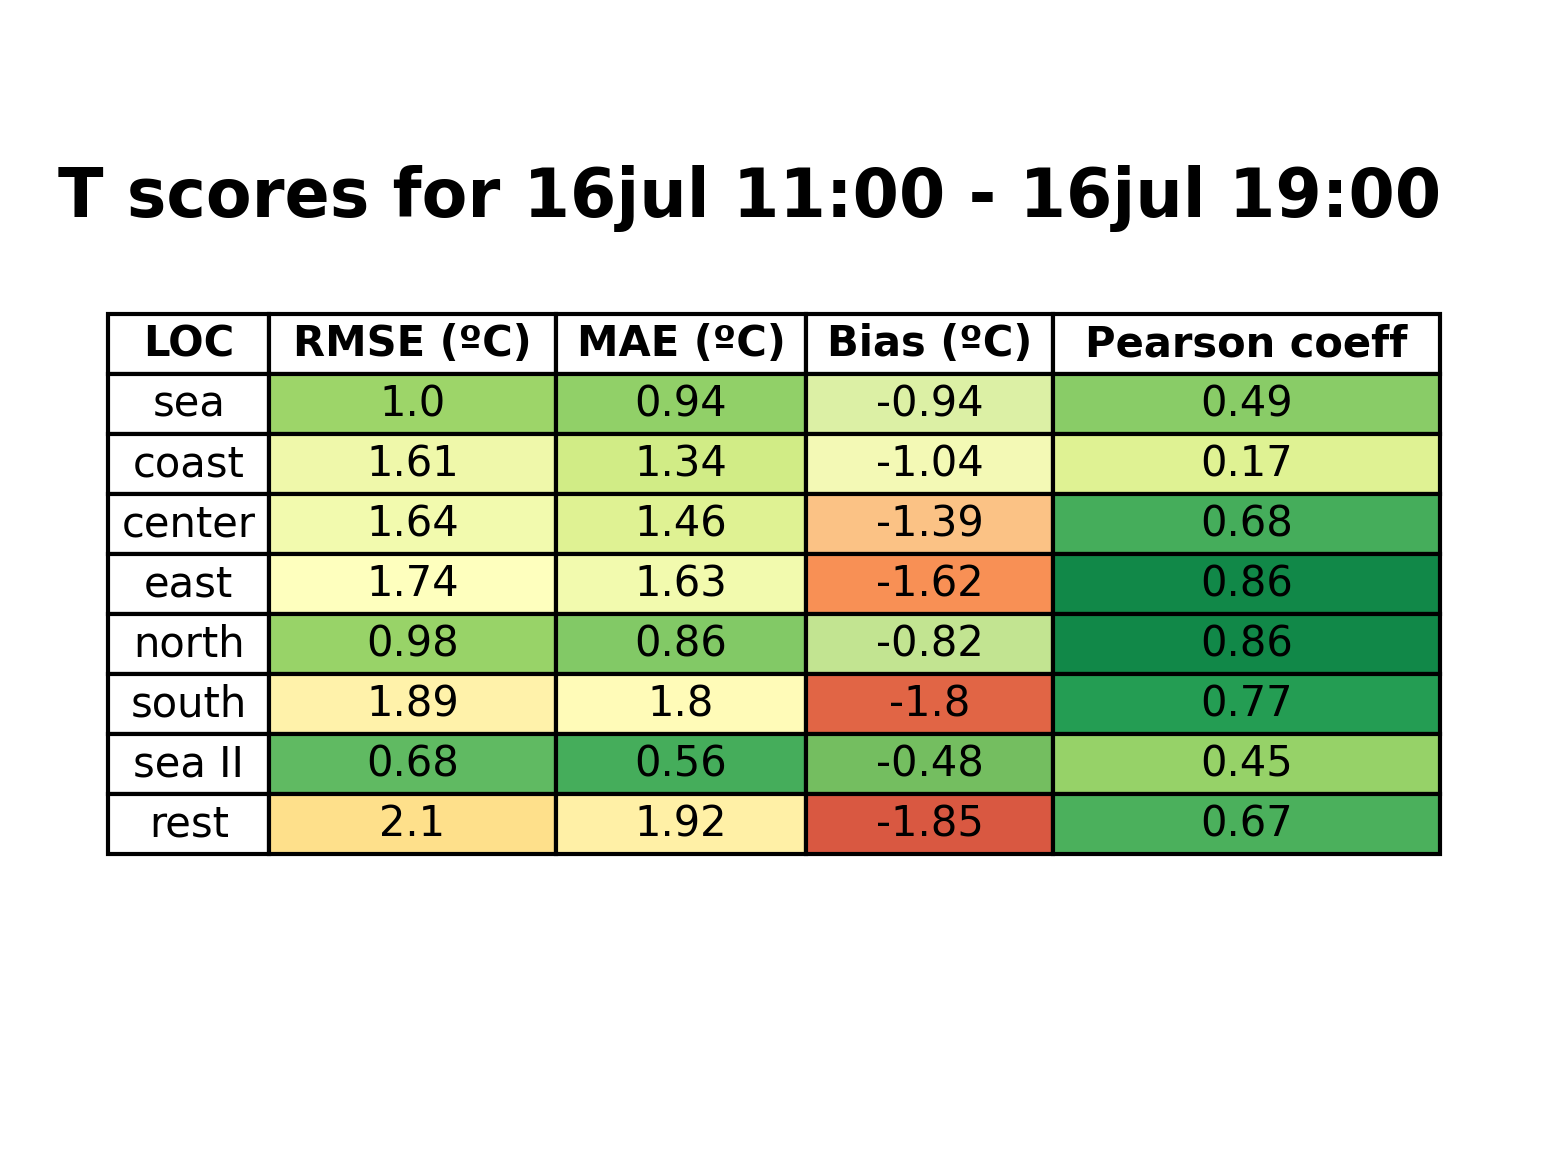 T scores for 16jul 11:00 - 16jul 19:00
LOC RMSE (ºC) MAE (ºC) Bias (ºC) Pearson coeff
sea 1.0 0.94 -0.94 0.49
coast 1.61 1.34 -1.04 0.17
center 1.64 1.46 -1.39 0.68
east 1.74 1.63 -1.62 0.86
north 0.98 0.86 -0.82 0.86
south 1.89 1.8 -1.8 0.77
sea II 0.68 0.56 -0.48 0.45
rest 2.1 1.92 -1.85 0.67